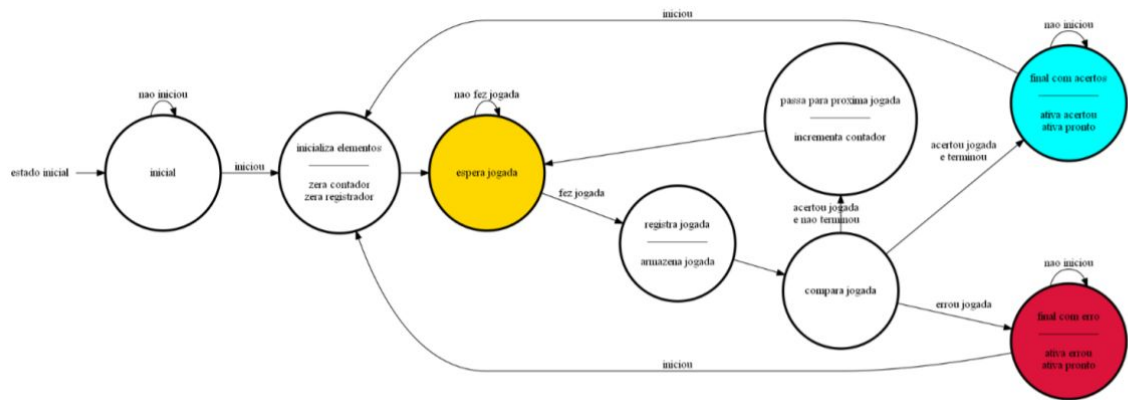 estado inicial
nao iniciou
inicial
iniciou
inicializa elementos
zera contador
zera registrador
nao fez jogada
espera jogada
fez jogada
registra jogada
armazena jogada
compara jogada
acertou jogada
e nao terminou
passa para proxima jogada
incrementa contador
acertou jogada
e terminou
errou jogada
nao iniciou
final com acertos
ativa acertou
ativa pronto
iniciou
nao iniciou
final com erro
ativa errou
ativa pronto
iniciou